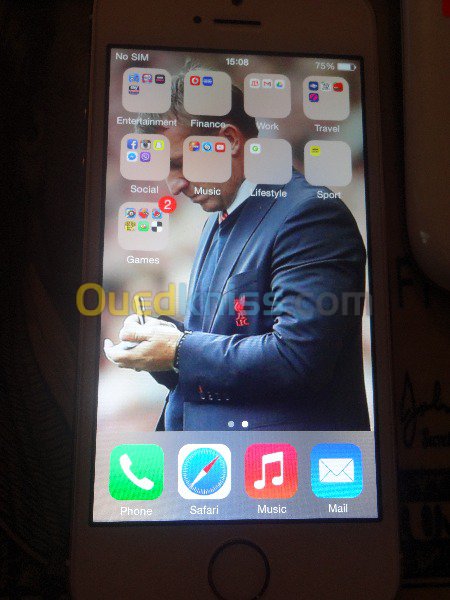 No SIM 15:08 75%
Entertainment Finance Work Travel
Social Music Lifestyle Sport
2
Games
Ouedkniss.com
Phone Safari Music Mail